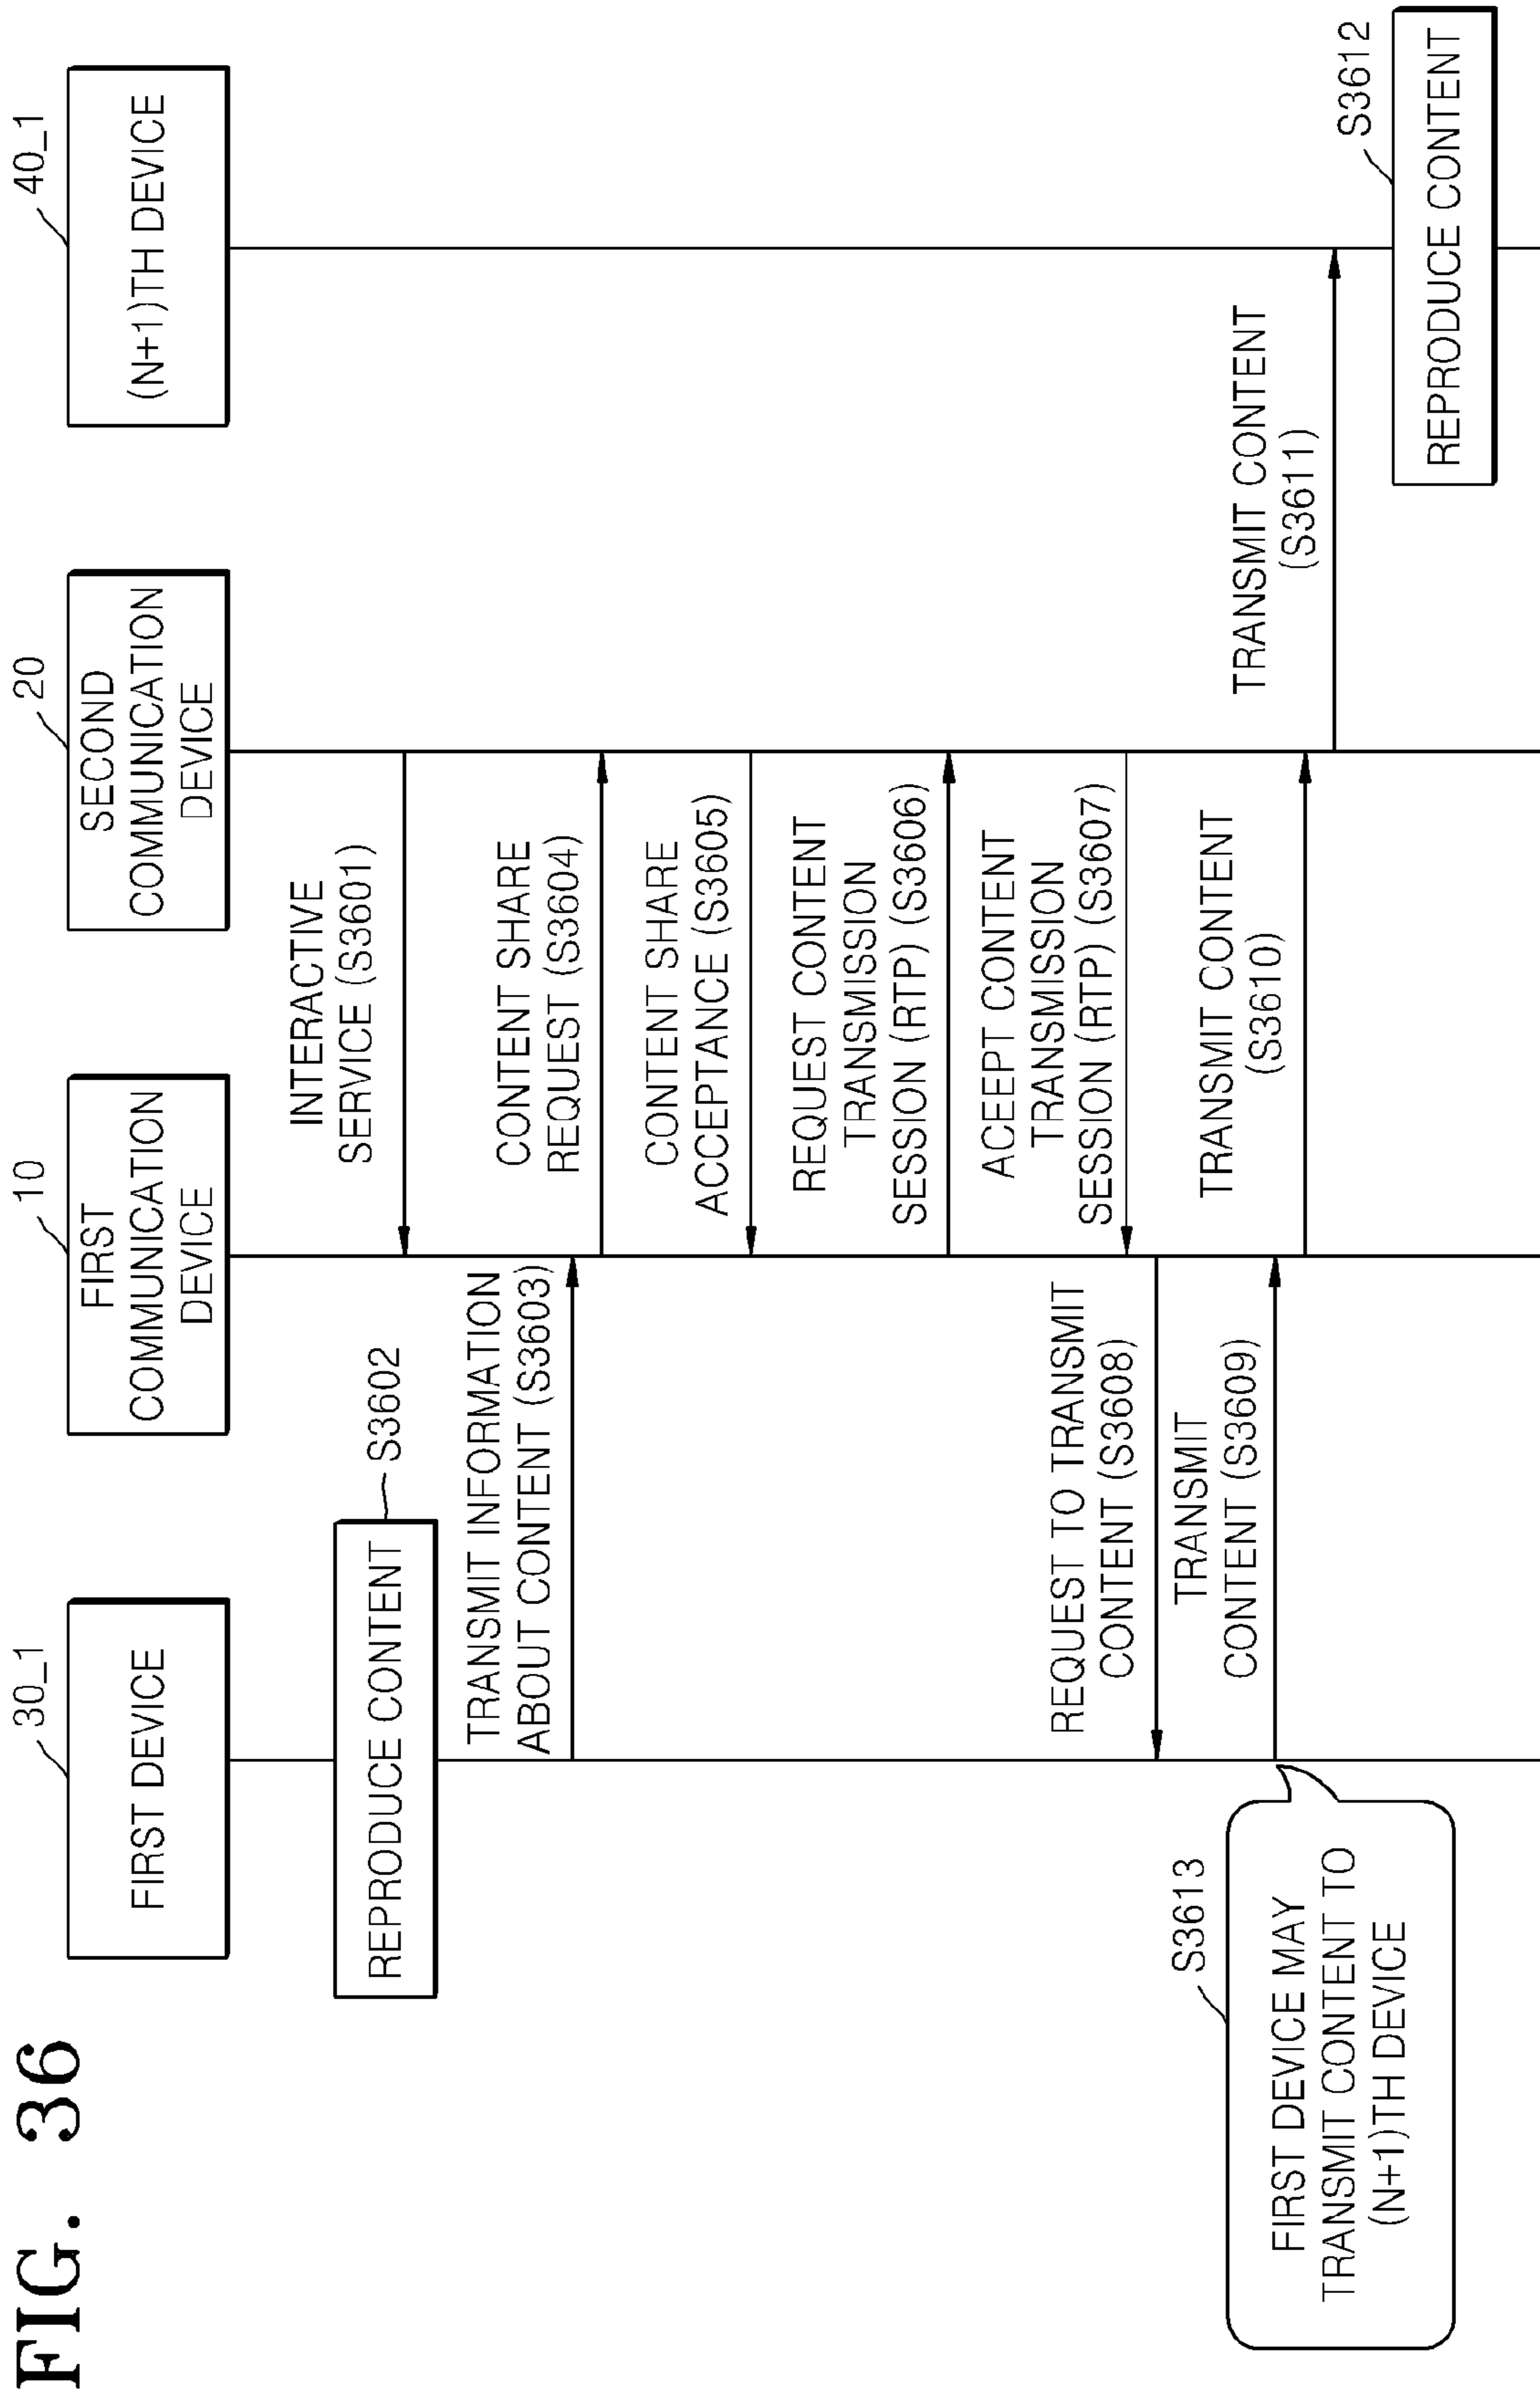 FIG. 36
30_1
FIRST DEVICE
10
FIRST
COMMUNICATION
DEVICE
20
SECOND
COMMUNICATION
DEVICE
40_1
(N+1)TH DEVICE
INTERACTIVE
SERVICE (S3601)
REPRODUCE CONTENT
S3602
TRANSMIT INFORMATION
ABOUT CONTENT (S3603)
CONTENT SHARE
REQUEST (S3604)
CONTENT SHARE
ACCEPTANCE (S3605)
REQUEST CONTENT
TRANSMISSION
SESSION (RTP) (S3606)
ACEEPT CONTENT
TRANSMISSION
SESSION (RTP) (S3607)
REQUEST TO TRANSMIT
CONTENT (S3608)
TRANSMIT
CONTENT (S3609)
TRANSMIT CONTENT
(S3610)
TRANSMIT CONTENT
(S3611)
S3612
REPRODUCE CONTENT
S3613
FIRST DEVICE MAY
TRANSMIT CONTENT TO
(N+1)TH DEVICE